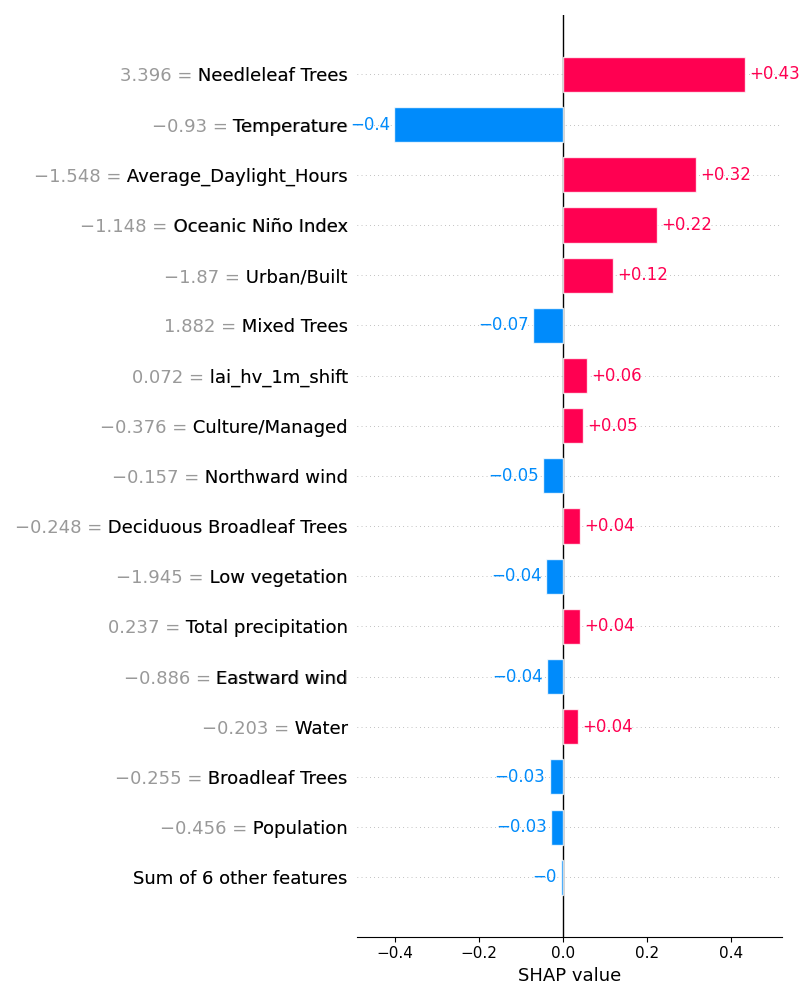 3.396 = Needleleaf Trees +0.43
−0.93 = Temperature −0.4
−1.548 = Average_Daylight_Hours +0.32
−1.148 = Oceanic Niño Index +0.22
−1.87 = Urban/Built +0.12
1.882 = Mixed Trees −0.07
0.072 = lai_hv_1m_shift +0.06
−0.376 = Culture/Managed +0.05
−0.157 = Northward wind −0.05
−0.248 = Deciduous Broadleaf Trees +0.04
−1.945 = Low vegetation −0.04
0.237 = Total precipitation +0.04
−0.886 = Eastward wind −0.04
−0.203 = Water +0.04
−0.255 = Broadleaf Trees −0.03
−0.456 = Population −0.03
Sum of 6 other features −0
−0.4 −0.2 0.0 0.2 0.4
SHAP value